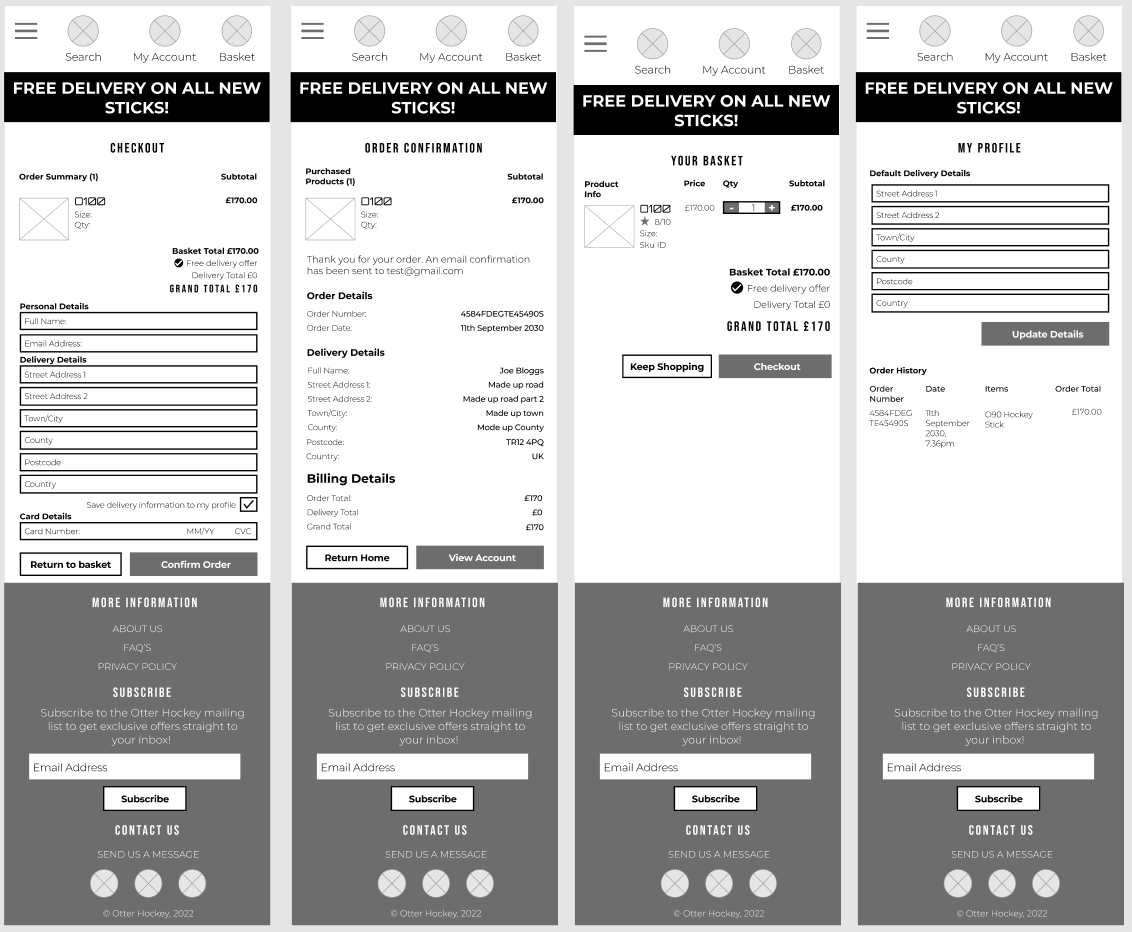 Search My Account Basket
FREE DELIVERY ON ALL NEW
STICKS!
CHECKOUT
Order Summary (1) Subtotal
O100 £170.00
Size:
Qty:
Basket Total £170.00
Free delivery offer
Delivery Total £0
GRAND TOTAL £170
Personal Details
Full Name:
Email Address:
Delivery Details
Street Address 1
Street Address 2
Town/City
County
Postcode
Country
Save delivery information to my profile
Card Details
Card Number: MM/YY CVC
Return to basket Confirm Order
MORE INFORMATION
ABOUT US
FAQ'S
PRIVACY POLICY
SUBSCRIBE
Subscribe to the Otter Hockey mailing
list to get exclusive offers straight to
your inbox!
Email Address
Subscribe
CONTACT US
SEND US A MESSAGE
© Otter Hockey, 2022
Search My Account Basket
FREE DELIVERY ON ALL NEW
STICKS!
ORDER CONFIRMATION
Purchased
Products (1) Subtotal
O100 £170.00
Size:
Qty:
Thank you for your order. An email confirmation
has been sent to test@gmail.com
Order Details
Order Number: 4584FDEGTE45490S
Order Date: 11th September 2030
Delivery Details
Full Name: Joe Bloggs
Street Address 1: Made up road
Street Address 2: Made up road part 2
Town/City: Made up town
County: Mode up County
Postcode: TR12 4PQ
Country: UK
Billing Details
Order Total: £170
Delivery Total £0
Grand Total £170
Return Home View Account
MORE INFORMATION
ABOUT US
FAQ'S
PRIVACY POLICY
SUBSCRIBE
Subscribe to the Otter Hockey mailing
list to get exclusive offers straight to
your inbox!
Email Address
Subscribe
CONTACT US
SEND US A MESSAGE
© Otter Hockey, 2022
Search My Account Basket
FREE DELIVERY ON ALL NEW
STICKS!
YOUR BASKET
Product
Info Price Qty Subtotal
O100 £170.00 - 1 + £170.00
8/10
Size:
Sku ID
Basket Total £170.00
Free delivery offer
Delivery Total £0
GRAND TOTAL £170
Keep Shopping Checkout
MORE INFORMATION
ABOUT US
FAQ'S
PRIVACY POLICY
SUBSCRIBE
Subscribe to the Otter Hockey mailing
list to get exclusive offers straight to
your inbox!
Email Address
Subscribe
CONTACT US
SEND US A MESSAGE
© Otter Hockey, 2022
Search My Account Basket
FREE DELIVERY ON ALL NEW
STICKS!
MY PROFILE
Default Delivery Details
Street Address 1
Street Address 2
Town/City
County
Postcode
Country
Update Details
Order History
Order Date Items Order Total
Number
4584FDEG 11th O90 Hockey £170.00
TE45490S September Stick
2030,
7.36pm
MORE INFORMATION
ABOUT US
FAQ'S
PRIVACY POLICY
SUBSCRIBE
Subscribe to the Otter Hockey mailing
list to get exclusive offers straight to
your inbox!
Email Address
Subscribe
CONTACT US
SEND US A MESSAGE
© Otter Hockey, 2022